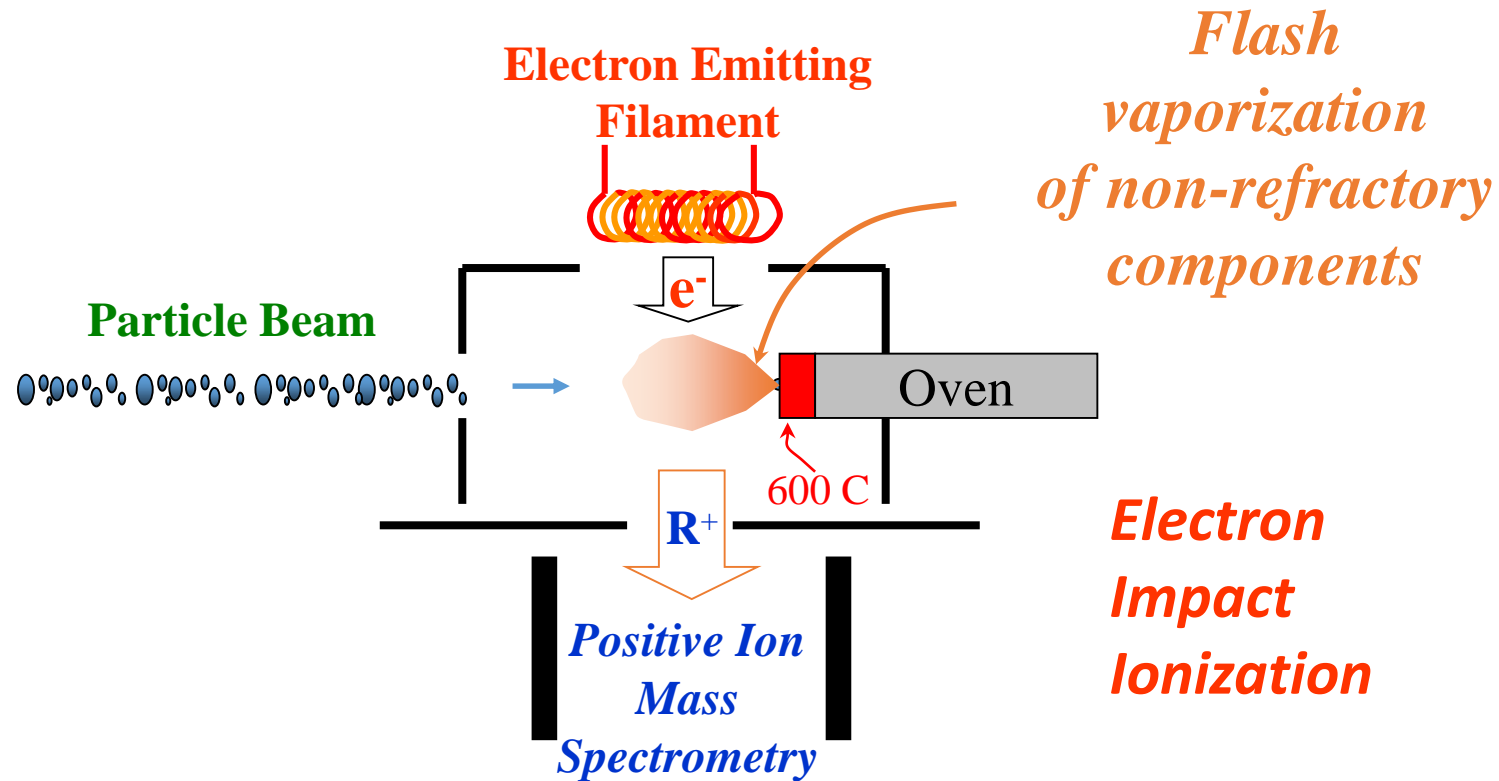 Electron Emitting
Filament
Flash
vaporization
of non-refractory
components
e-
Particle Beam
Oven
600 C
R+
Electron
Impact
Ionization
Positive Ion
Mass
Spectrometry